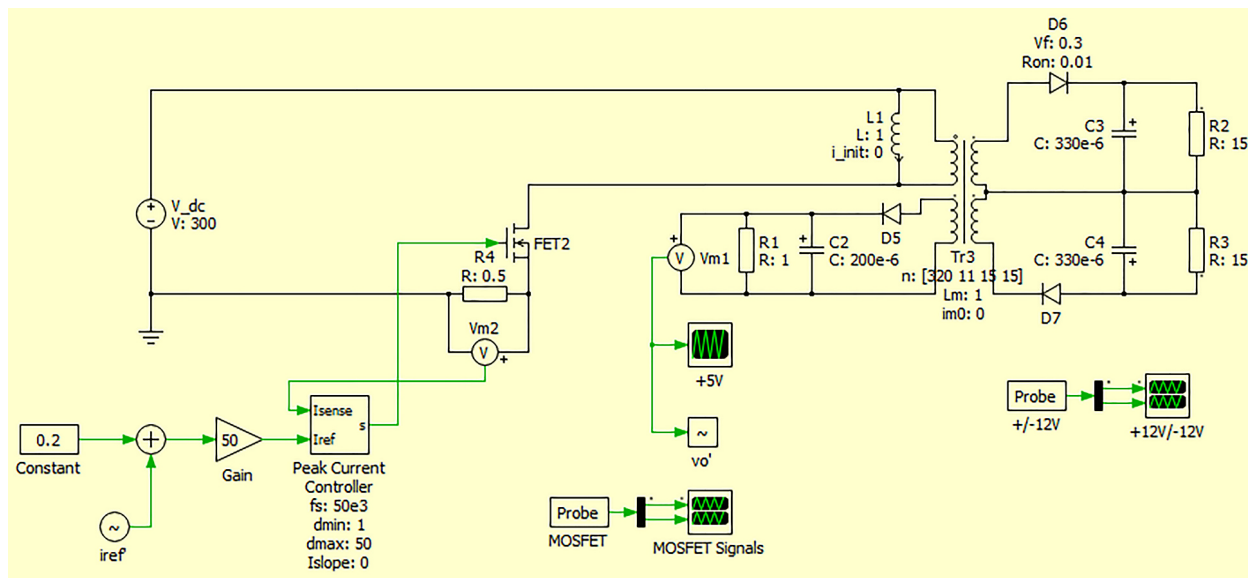 D6
Vf: 0.3
Ron: 0.01
L1
L: 1
i_init: 0
C3
C: 330e-6
R2
R: 15
V_dc
V: 300
FET2
R4
R: 0.5
Vm2
V
V
Vm1
R1
R: 1
C2
C: 200e-6
D5
Tr3
n: [320 11 15 15]
Lm: 1
im0: 0
C4
C: 330e-6
R3
R: 15
D7
+5V
vo'
Probe
+/-12V
+12V/-12V
Probe
MOSFET
MOSFET Signals
0.2
Constant
50
Gain
Isense
Iref
s
Peak Current
Controller
fs: 50e3
dmin: 1
dmax: 50
Islope: 0
iref'